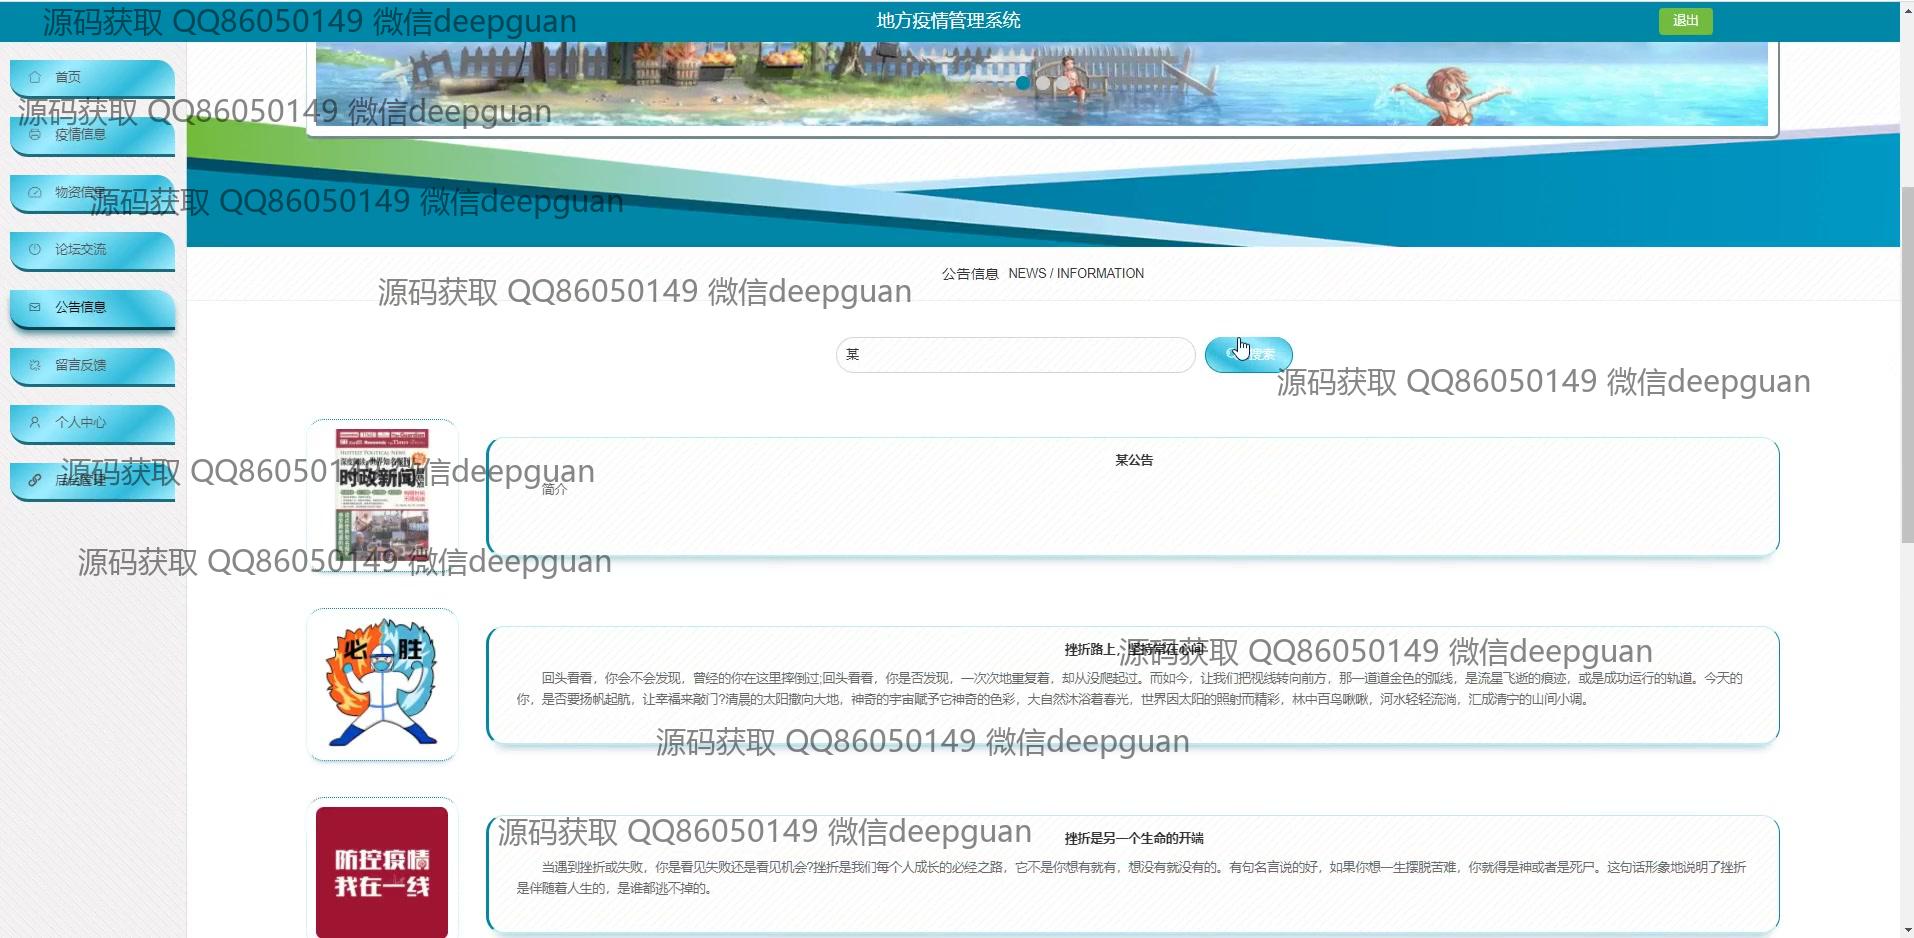 源码获取 QQ86050149 微信deepguan
地方疫情管理系统
退出
首页
源码获取 QQ86050149 微信deepguan
疫情信息
物资信息
源码获取 QQ86050149 微信deepguan
论坛交流
公告信息 NEWS / INFORMATION
源码获取 QQ86050149 微信deepguan
公告信息
某
搜索
留言反馈
源码获取 QQ86050149 微信deepguan
个人中心
某公告
源码获取 QQ86050149 微信deepguan
时政新闻
简介
源码获取 QQ86050149 微信deepguan
必胜
挫折路上，坚持常在心间
源码获取 QQ86050149 微信deepguan
回头看看，你会不会发现，曾经的你在这里摔倒过;回头看看，你是否发现，一次次地重复着，却从没爬起过。而如今，让我们把视线转向前方，那一道道金色的弧线，是流星飞逝的痕迹，或是成功运行的轨道。今天的
你，是否要扬帆起航，让幸福来敲门?清晨的太阳撒向大地，神奇的宇宙赋予它神奇的色彩，大自然沐浴着春光，世界因太阳的照射而精彩，林中百鸟啾啾，河水轻轻流淌，汇成清宁的山间小调。
源码获取 QQ86050149 微信deepguan
源码获取 QQ86050149 微信deepguan
挫折是另一个生命的开端
防控疫情
我在一线
当遇到挫折或失败，你是看见失败还是看见机会?挫折是我们每个人成长的必经之路，它不是你想有就有，想没有就没有的。有句名言说的好，如果你想一生摆脱苦难，你就得是神或者是死尸。这句话形象地说明了挫折
是伴随着人生的，是谁都逃不掉的。